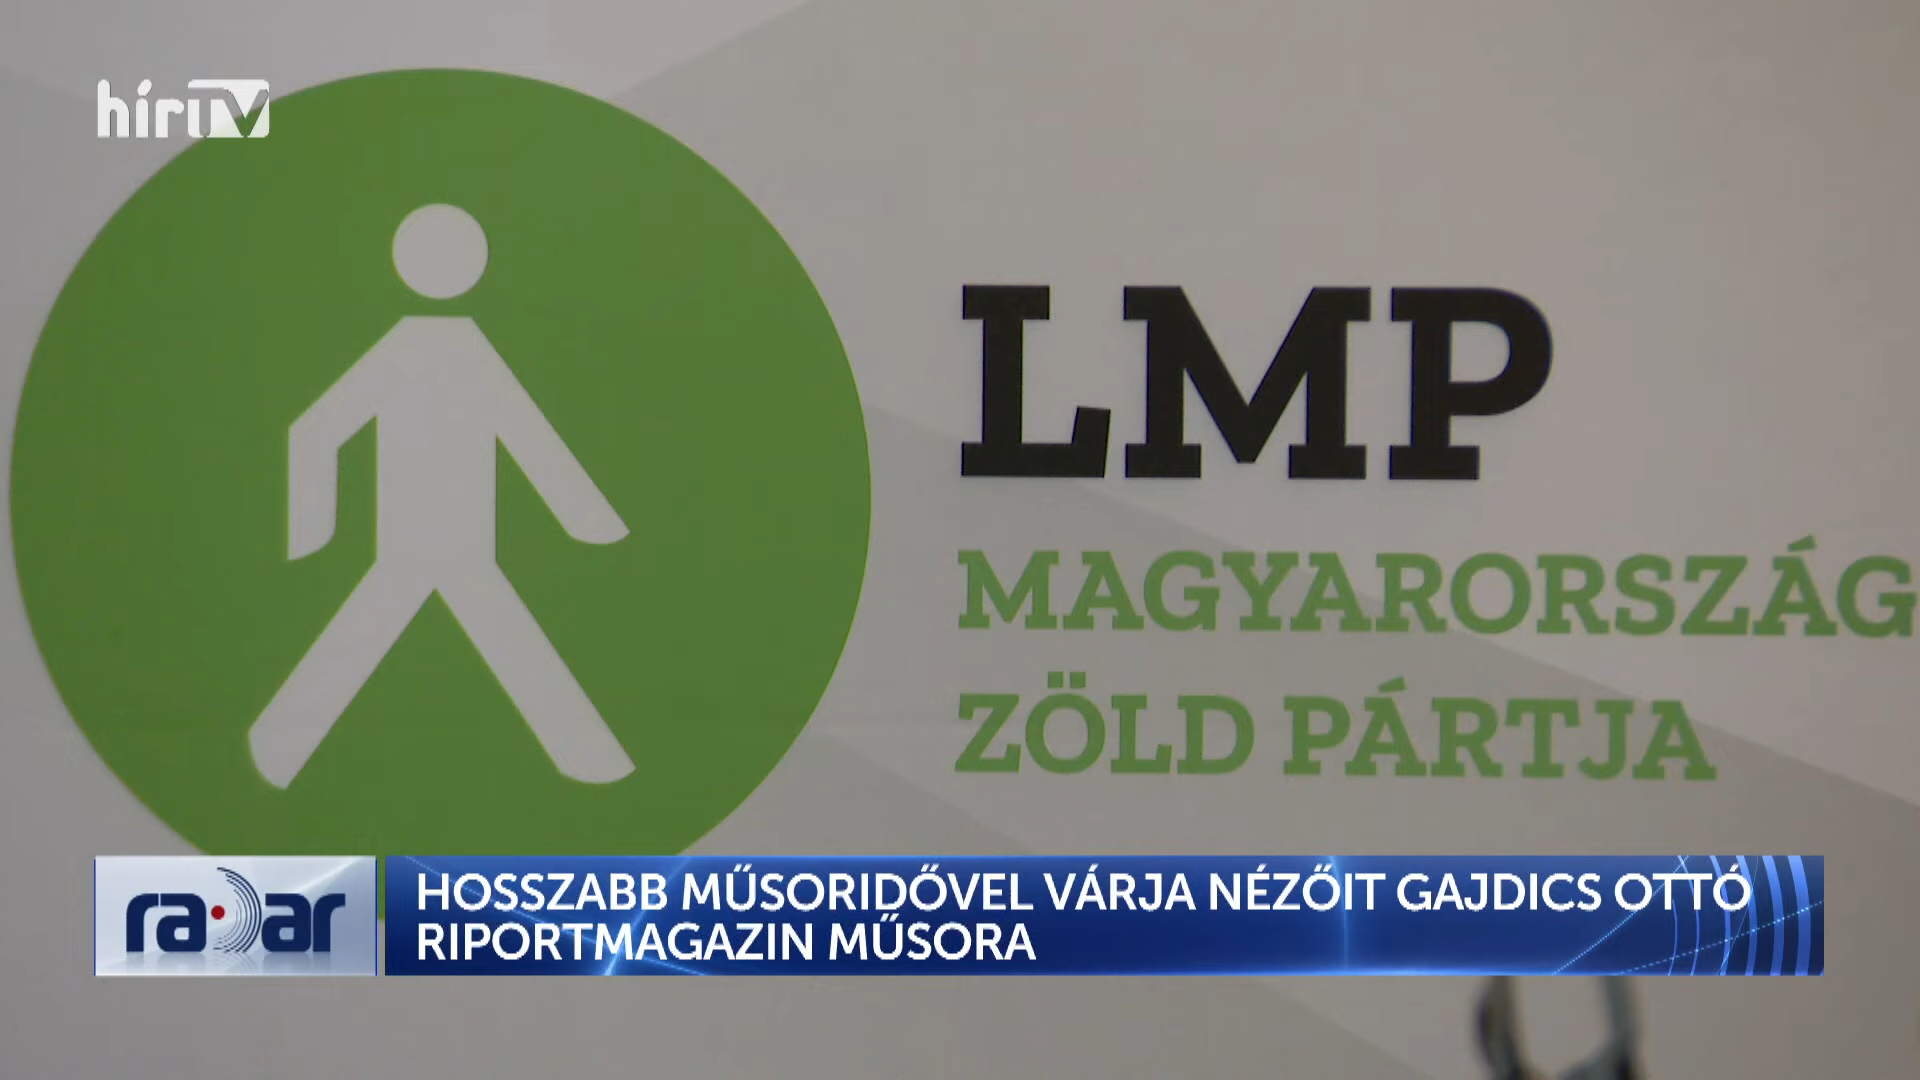 hírTV
LMP
MAGYARORSZÁG
ZÖLD PÁRTJA
radar
HOSSZABB MŰSORIDŐVEL VÁRJA NÉZŐIT GAJDICS OTTÓ
RIPORTMAGAZIN MŰSORA